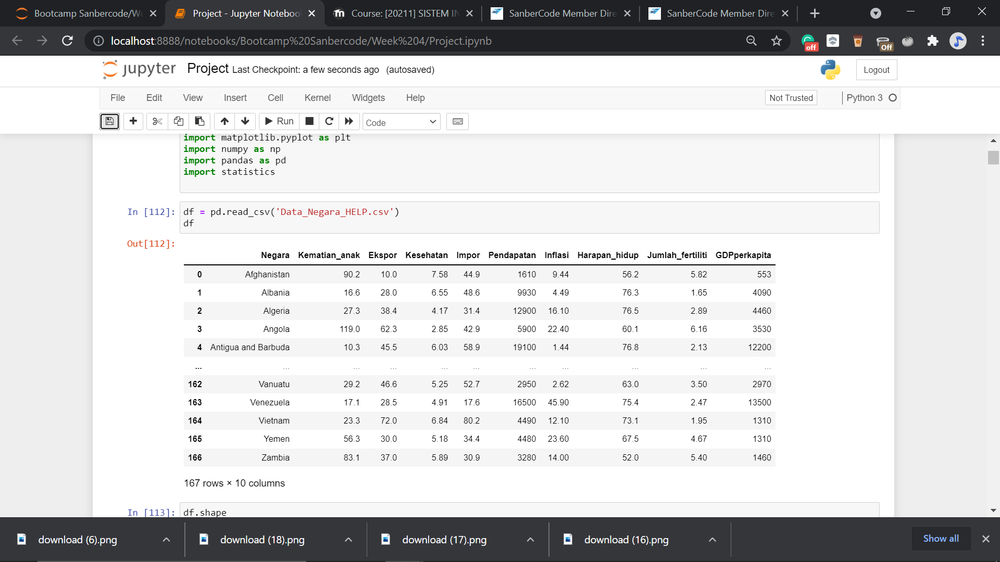 Bootcamp Sanbercode/We
Project - Jupyter Notebook
Course: [20211] SISTEM IN
SanberCode Member Dire
SanberCode Member Dire
localhost:8888/notebooks/Bootcamp%20Sanbercode/Week%204/Project.ipynb
off
Off
jupyter Project Last Checkpoint: a few seconds ago (autosaved)
Logout
File Edit View Insert Cell Kernel Widgets Help
Not Trusted
Python 3
Run
Code
import matplotlib.pyplot as plt
import numpy as np
import pandas as pd
import statistics
In [112]: df = pd.read_csv('Data_Negara_HELP.csv')
df
Out[112]:
Negara Kematian_anak Ekspor Kesehatan Impor Pendapatan Inflasi Harapan_hidup Jumlah_fertiliti GDPperkapita
0 Afghanistan 90.2 10.0 7.58 44.9 1610 9.44 56.2 5.82 553
1 Albania 16.6 28.0 6.55 48.6 9930 4.49 76.3 1.65 4090
2 Algeria 27.3 38.4 4.17 31.4 12900 16.10 76.5 2.89 4460
3 Angola 119.0 62.3 2.85 42.9 5900 22.40 60.1 6.16 3530
4 Antigua and Barbuda 10.3 45.5 6.03 58.9 19100 1.44 76.8 2.13 12200
... ... ... ... ... ... ... ... ... ... ...
162 Vanuatu 29.2 46.6 5.25 52.7 2950 2.62 63.0 3.50 2970
163 Venezuela 17.1 28.5 4.91 17.6 16500 45.90 75.4 2.47 13500
164 Vietnam 23.3 72.0 6.84 80.2 4490 12.10 73.1 1.95 1310
165 Yemen 56.3 30.0 5.18 34.4 4480 23.60 67.5 4.67 1310
166 Zambia 83.1 37.0 5.89 30.9 3280 14.00 52.0 5.40 1460
167 rows × 10 columns
In [113]: df.shape
download (6).png
download (18).png
download (17).png
download (16).png
Show all